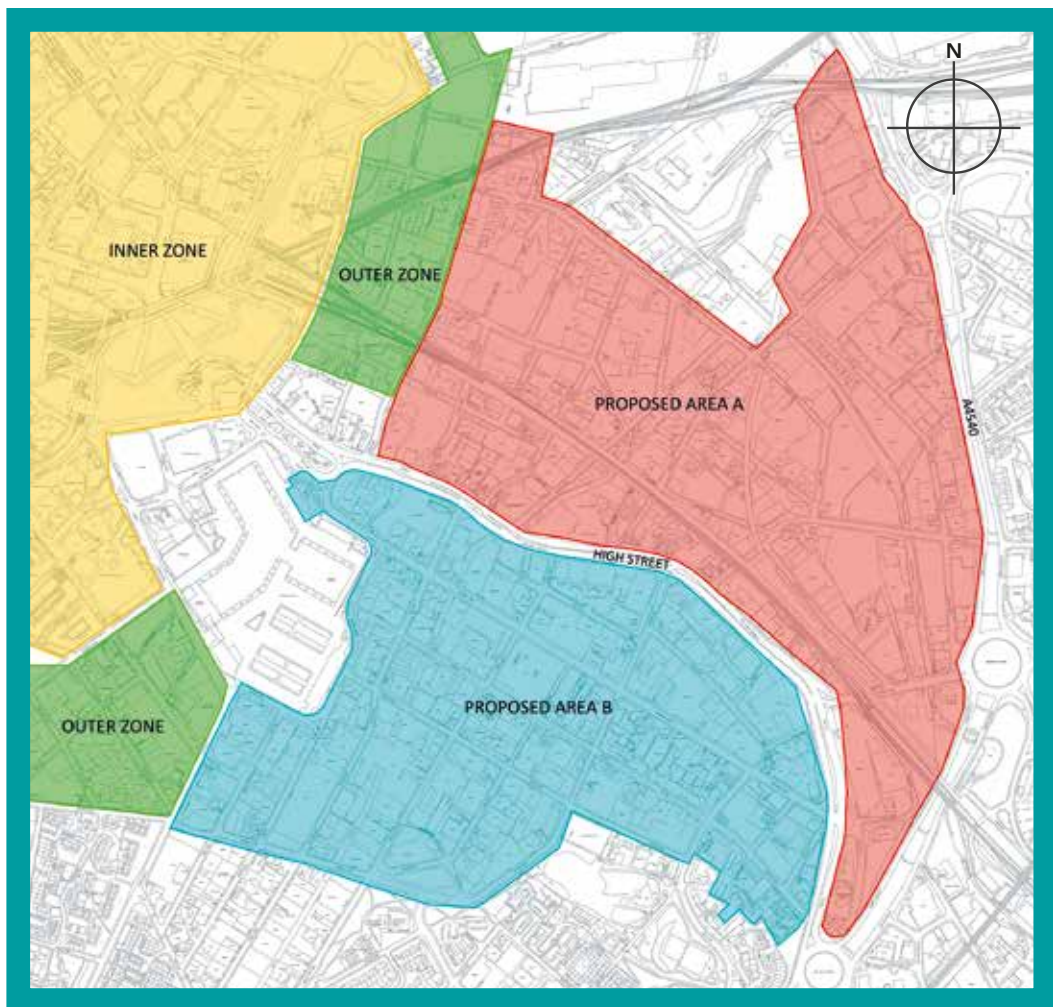 N
INNER ZONE
OUTER ZONE
PROPOSED AREA A
A4540
HIGH STREET
PROPOSED AREA B
OUTER ZONE